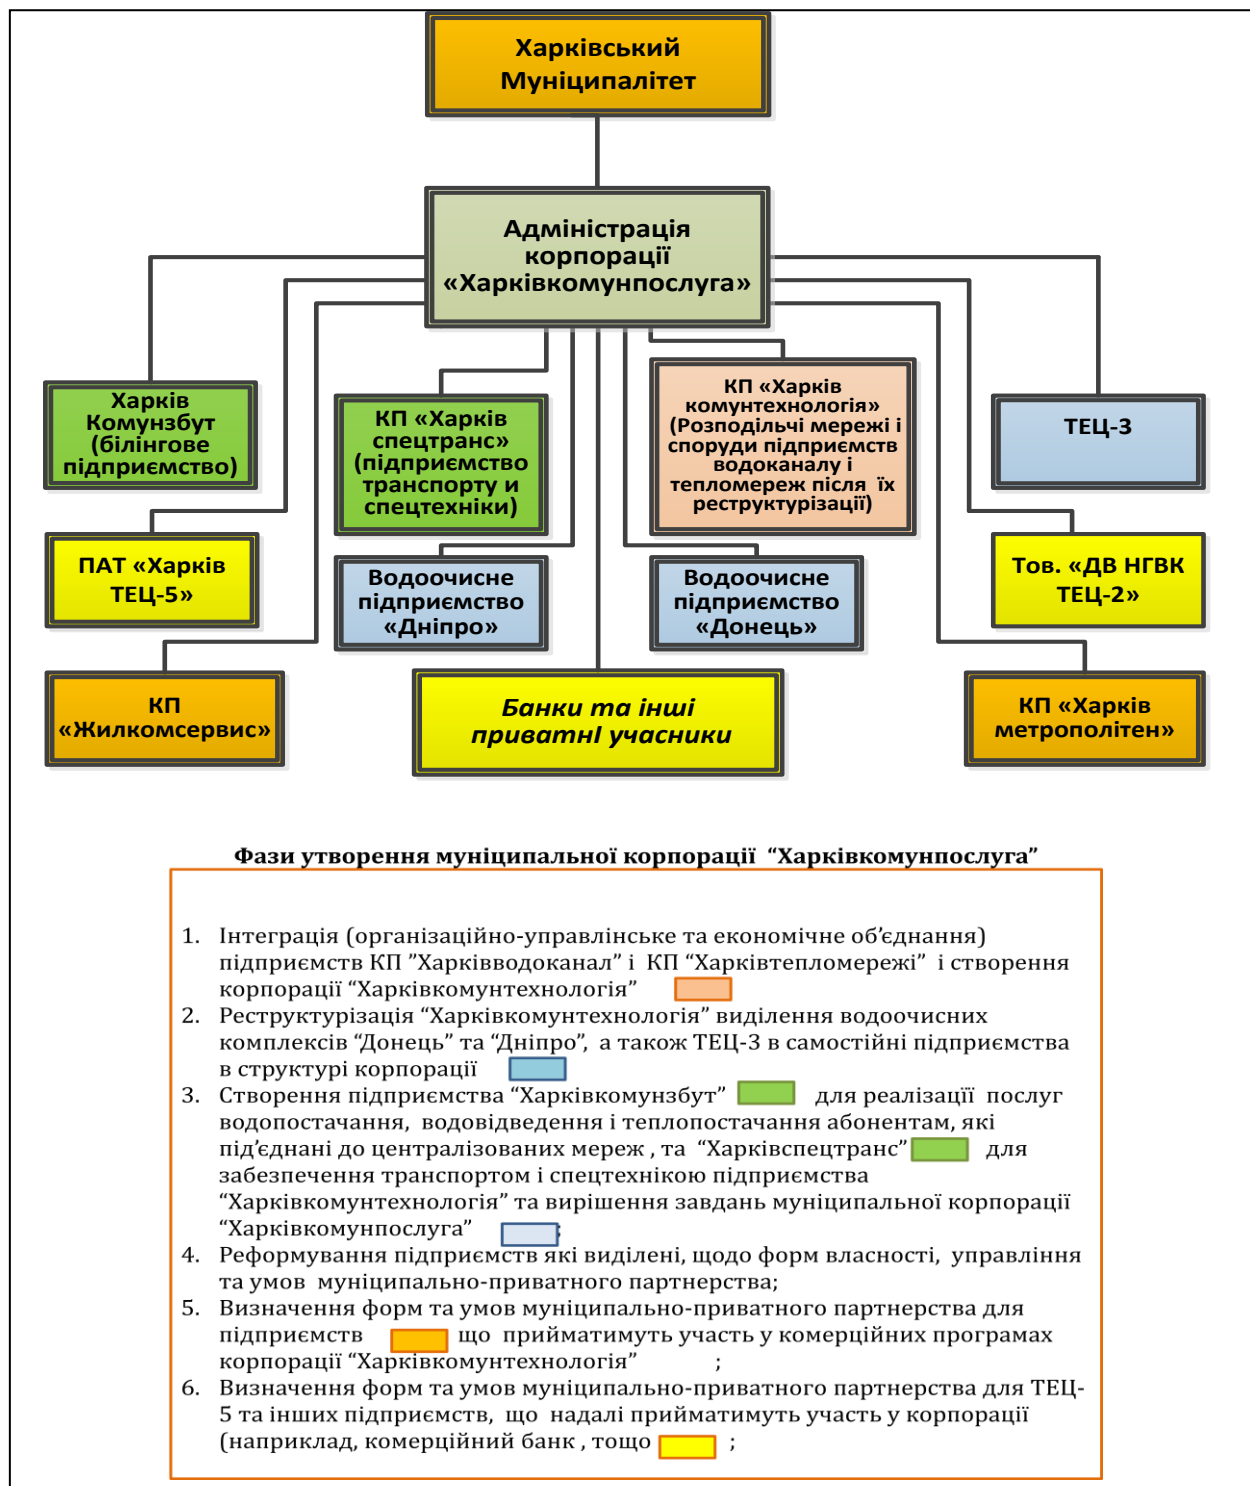 Харківський
Муніципалітет
Адміністрація
корпорації
«Харківкомунпослуга»
Харків
Комунзбут
(білінгове
підприємство)
КП «Харків
спецтранс»
(підприємство
транспорту и
спецтехніки)
КП «Харків
комунтехнологія»
(Розподільчі мережі і
споруди підприємств
водоканалу і
тепломереж після їх
реструктурізації)
ТЕЦ-3
ПАТ «Харків
ТЕЦ-5»
Водоочисне
підприємство
«Дніпро»
Водоочисне
підприємство
«Донець»
Тов. «ДВ НГВК
ТЕЦ-2»
КП
«Жилкомсервис»
Банки та інші
приватнІ учасники
КП «Харків
метрополітен»
Фази утворення муніципальної корпорації “Харківкомунпослуга”
1. Інтеграція (організаційно-управлінське та економічне об’єднання)
підприємств КП ”Харківводоканал” і КП “Харківтепломережі” і створення
корпорації “Харківкомунтехнологія”
2. Реструктурізація “Харківкомунтехнологія” виділення водоочисних
комплексів “Донець” та “Дніпро”, а також ТЕЦ-3 в самостійні підприємства
в структурі корпорації
3. Створення підприємства “Харківкомунзбут” для реалізації послуг
водопостачання, водовідведення і теплопостачання абонентам, які
під’єднані до централізованих мереж , та “Харківспецтранс” для
забезпечення транспортом і спецтехнікою підприємства
“Харківкомунтехнологія” та вирішення завдань муніципальної корпорації
“Харківкомунпослуга” ;
4. Реформування підприємств які виділені, щодо форм власності, управління
та умов муніципально-приватного партнерства;
5. Визначення форм та умов муніципально-приватного партнерства для
підприємств що прийматимуть участь у комерційних програмах
корпорації “Харківкомунтехнологія” ;
6. Визначення форм та умов муніципально-приватного партнерства для ТЕЦ-
5 та інших підприємств, що надалі прийматимуть участь у корпорації
(наприклад, комерційний банк , тощо ;